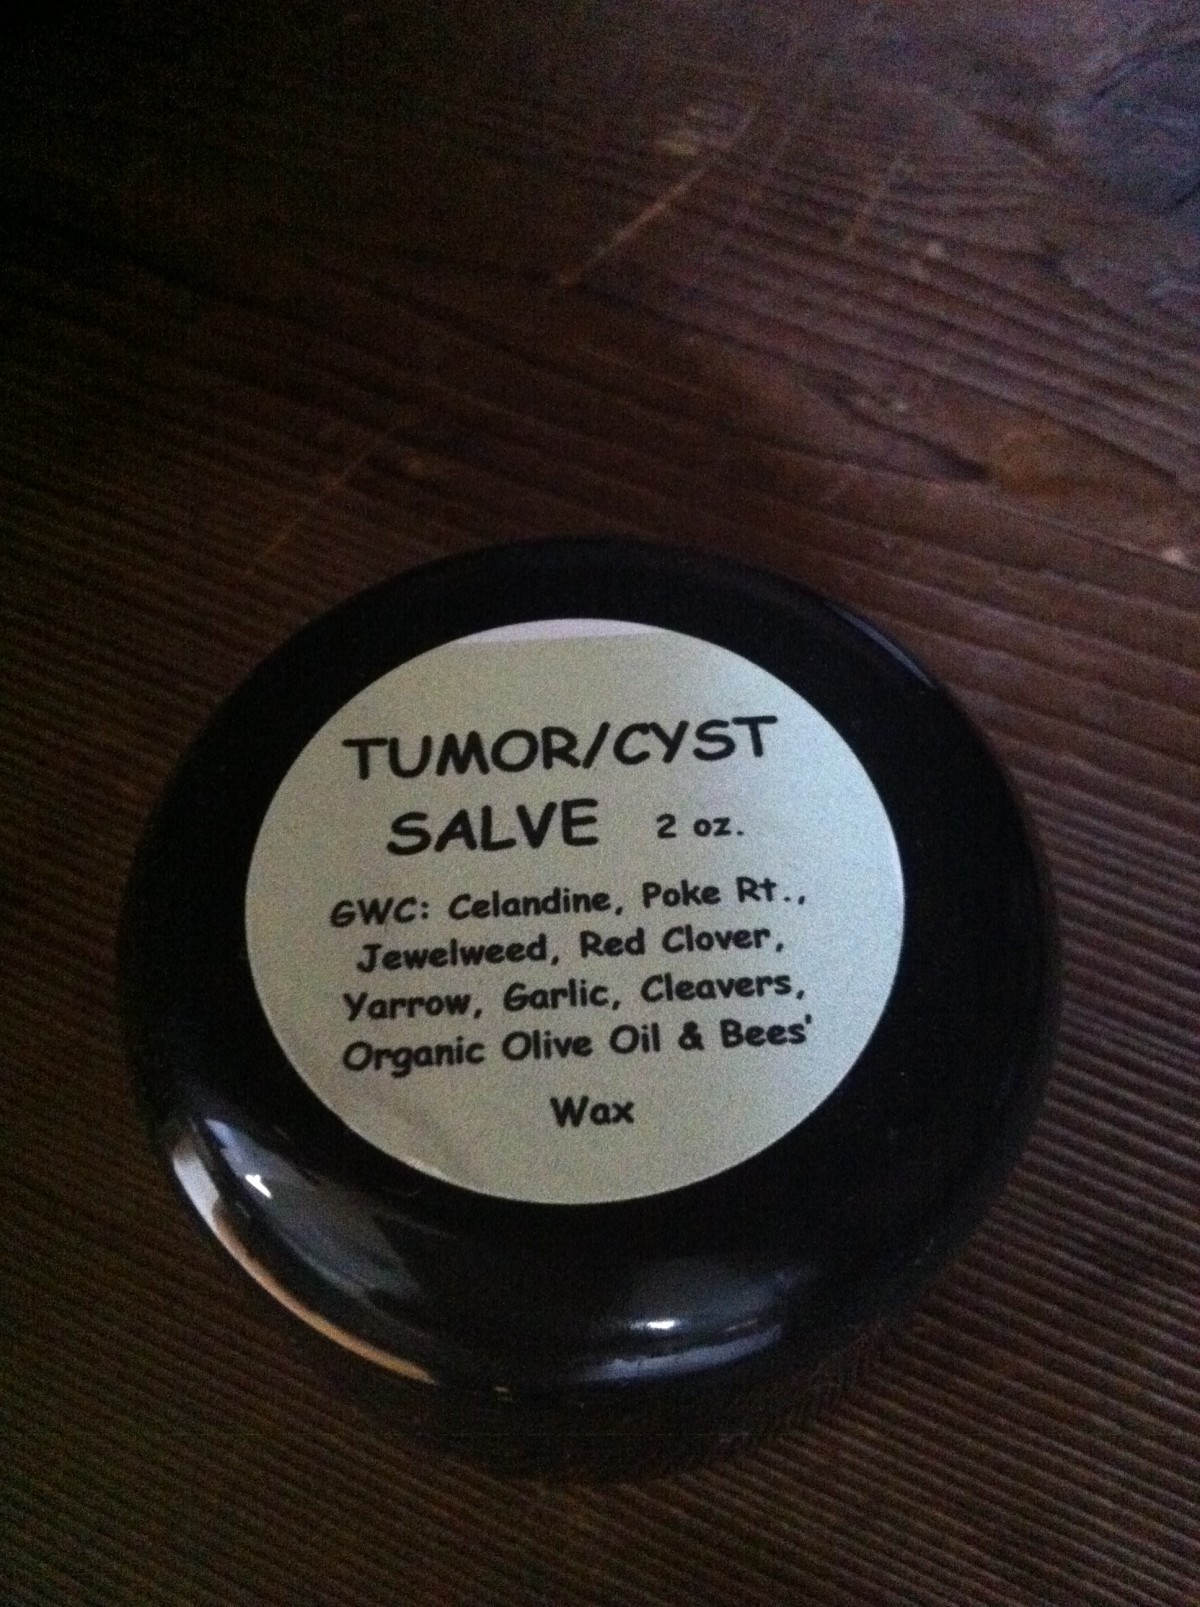 TUMOR/CYST
SALVE 2 oz.
GWC: Celandine, Poke Rt.,
Jewelweed, Red Clover,
Yarrow, Garlic, Cleavers,
Organic Olive Oil & Bees'
Wax